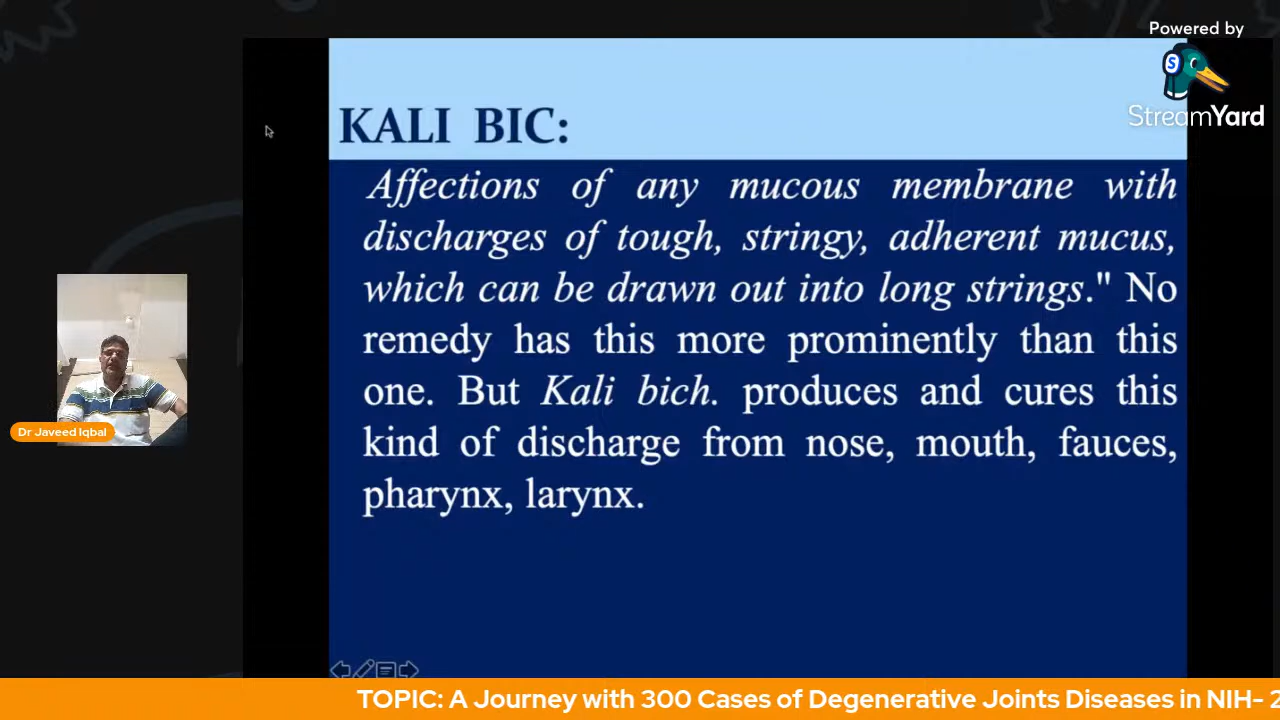 Powered by
StreamYard
KALI BIC:
Affections of any mucous membrane with
discharges of tough, stringy, adherent mucus,
which can be drawn out into long strings." No
remedy has this more prominently than this
one. But Kali bich. produces and cures this
kind of discharge from nose, mouth, fauces,
pharynx, larynx.
Dr Javeed Iqbal
TOPIC: A Journey with 300 Cases of Degenerative Joints Diseases in NIH- 2